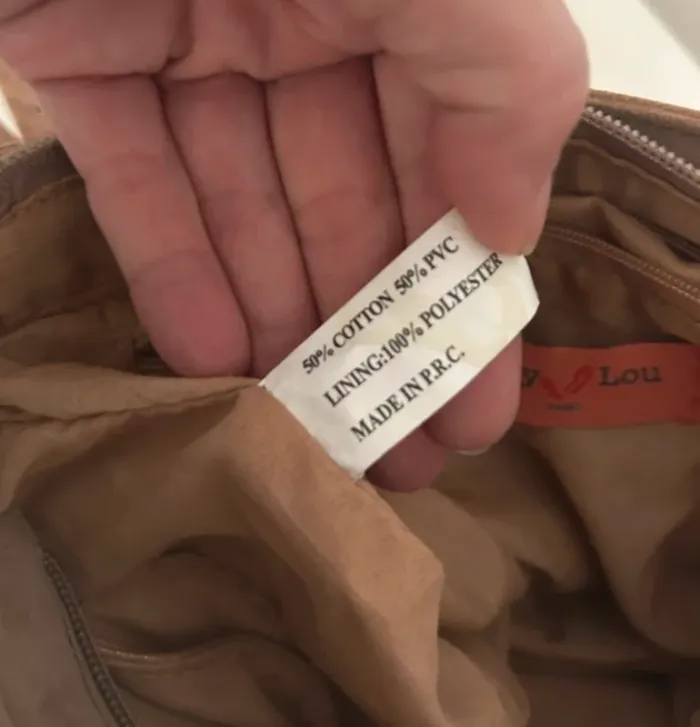 50% COTTON 50% PVC
LINING:100% POLYESTER
MADE IN P.R.C.
y Lou